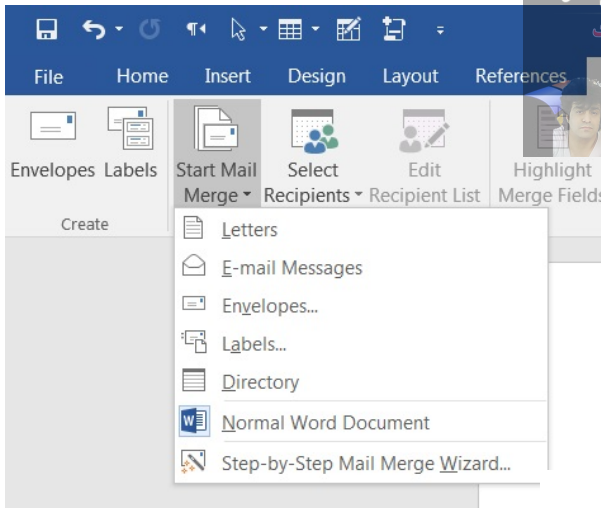 File Home Insert Design Layout References
Envelopes Labels Start Mail Select Edit Highlight
Merge Recipients Recipient List Merge Fields
Create
Letters
E-mail Messages
Envelopes...
Labels...
Directory
Normal Word Document
Step-by-Step Mail Merge Wizard...